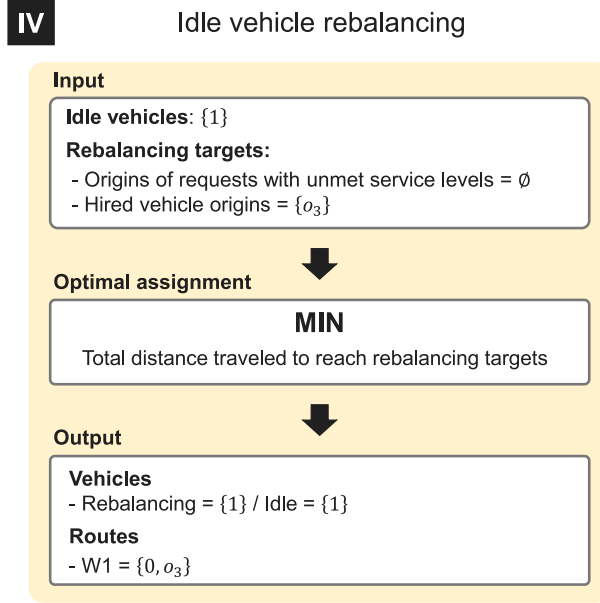 IV
Idle vehicle rebalancing
Input
Idle vehicles: {1}
Rebalancing targets:
- Origins of requests with unmet service levels = ∅
- Hired vehicle origins = {o₃}
Optimal assignment
MIN
Total distance traveled to reach rebalancing targets
Output
Vehicles
- Rebalancing = {1} / Idle = {1}
Routes
- W1 = {0, o₃}